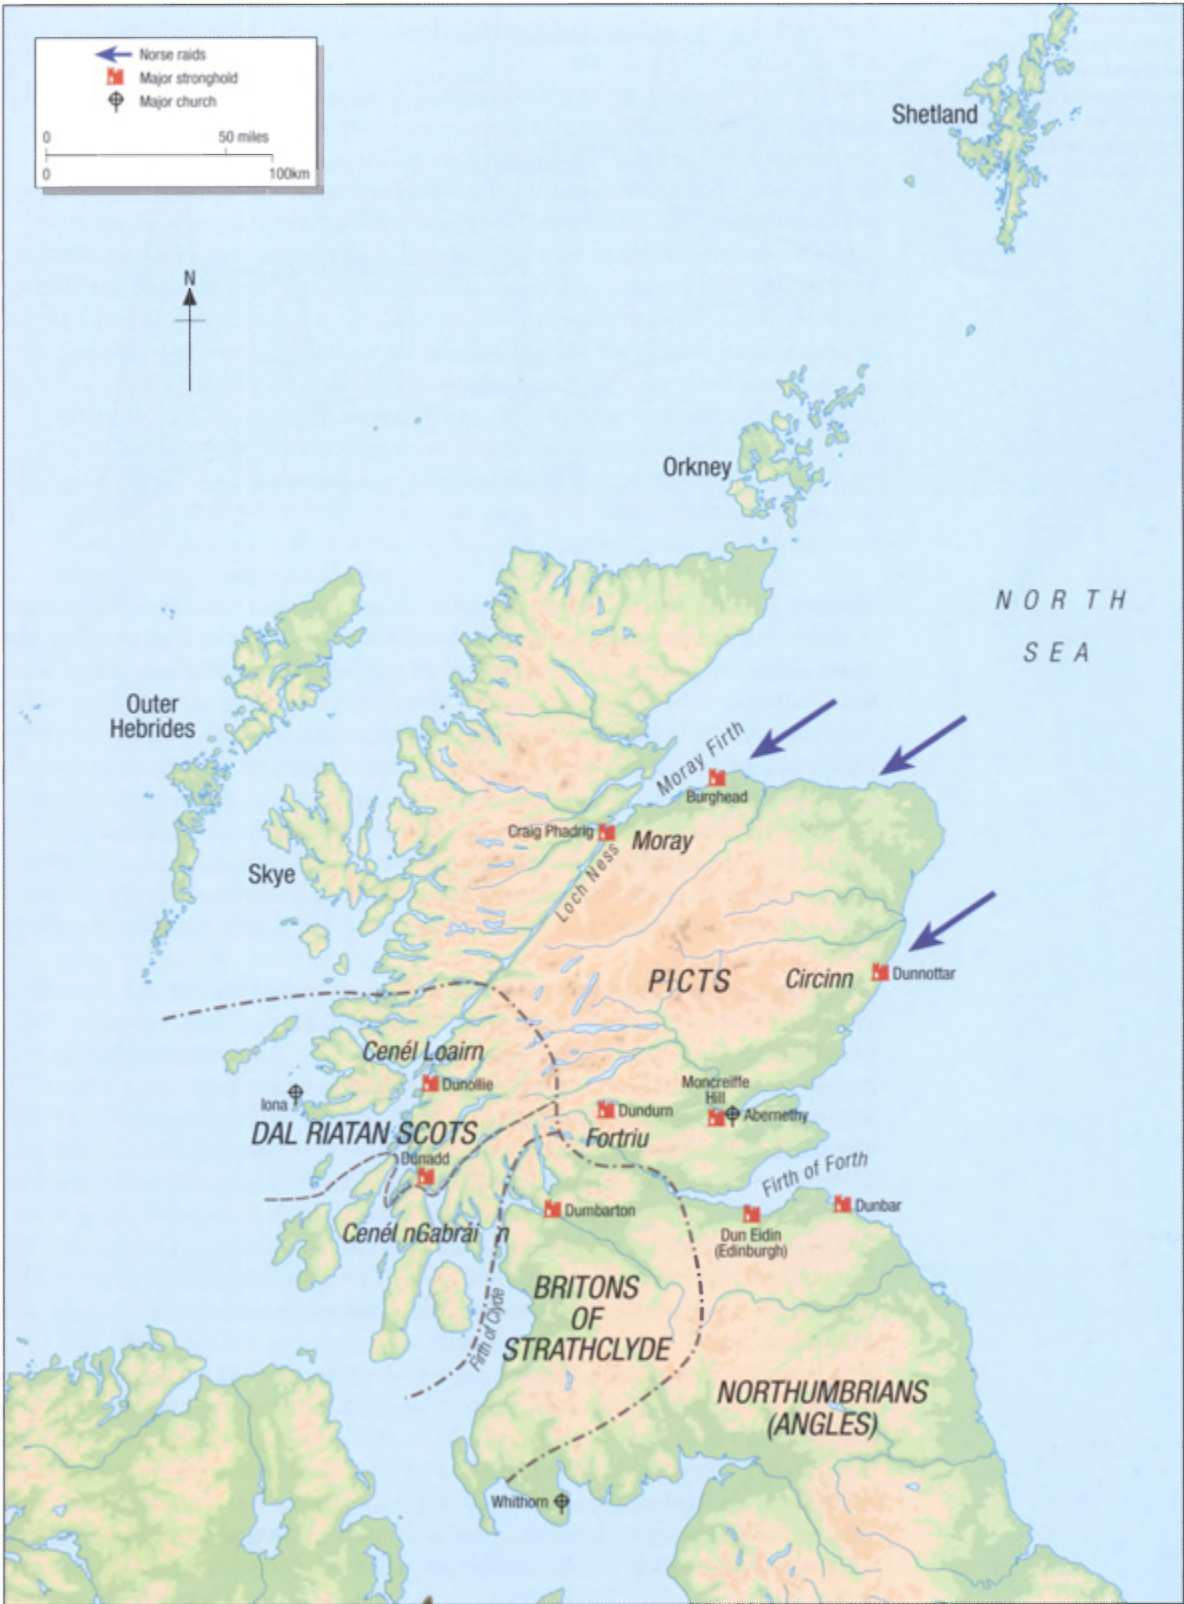 Norse raids
Major stronghold
Major church
0
50 miles
0
100km
N
Shetland
Orkney
NORTH
SEA
Outer
Hebrides
Moray Firth
Burghead
Craig Phadrig
Moray
Skye
Loch Ness
PICTS
Circinn
Dunnottar
Cenél Loairn
Dunollie
Moncreiffe
Hill
Iona
Dundurn
Abernethy
DAL RIATAN SCOTS
Fortriu
Dunadd
Firth of Forth
Dumbarton
Dunbar
Cenél nGabrái n
Dun Eidin
(Edinburgh)
BRITONS
OF
STRATHCLYDE
Firth of Clyde
NORTHUMBRIANS
(ANGLES)
Whithorn